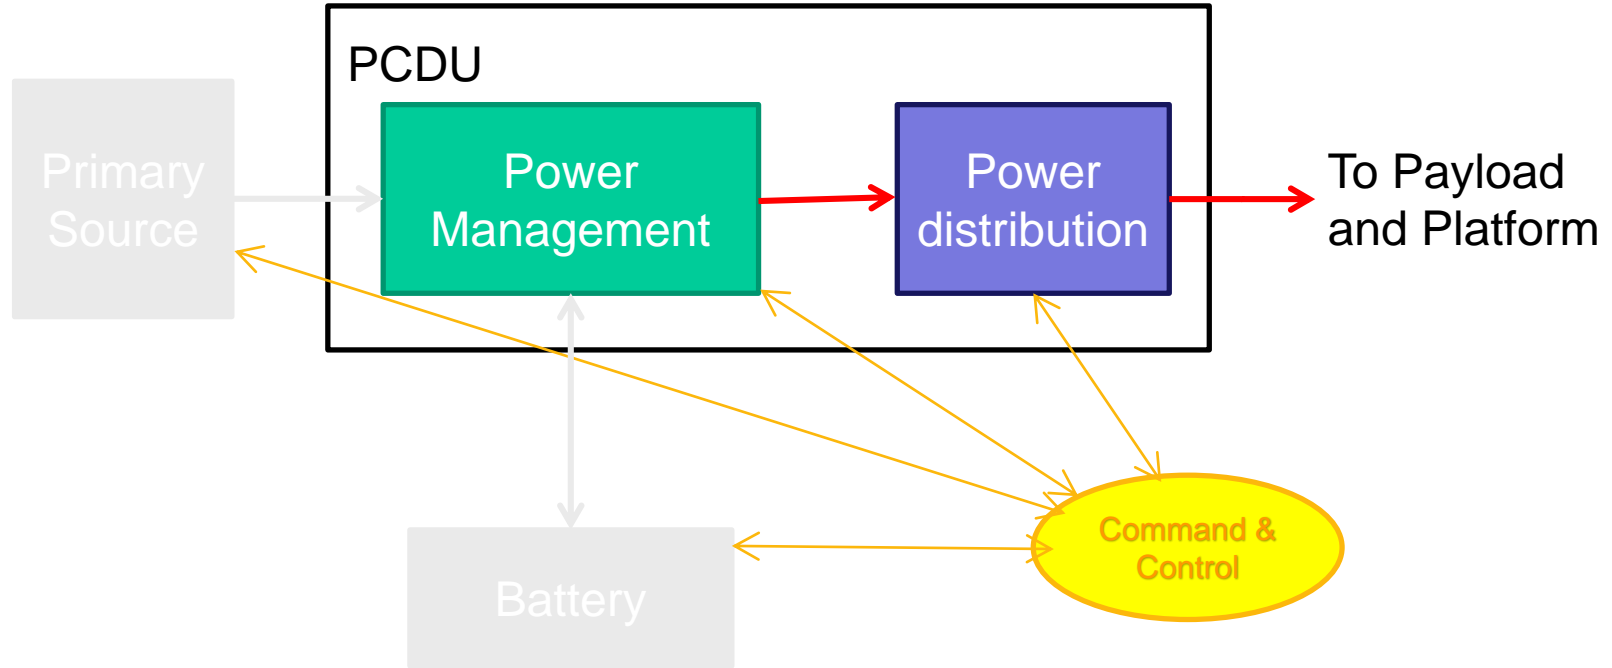 PCDU
Primary
Source
Power
Management
Power
distribution
To Payload
and Platform
Command &
Control
Battery